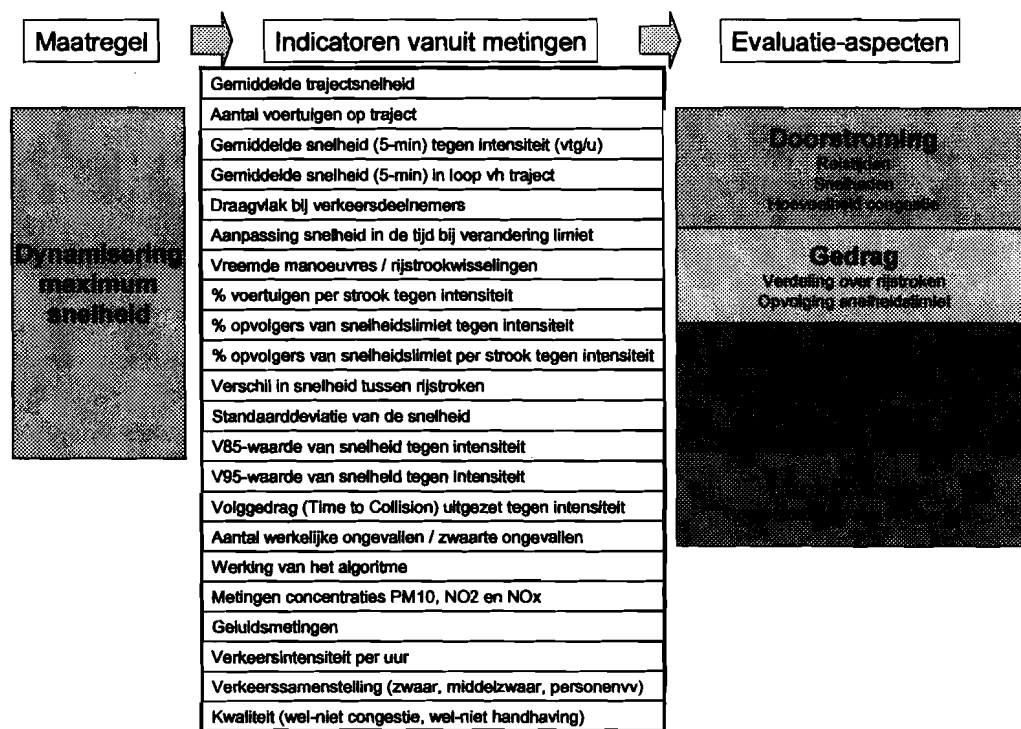 Maatregel
Indicatoren vanuit metingen
Evaluatie-aspecten
Dynamisering
maximum
snelheid
Gemiddelde trajectsnelheid
Aantal voertuigen op traject
Gemiddelde snelheid (5-min) tegen intensiteit (vtg/u)
Gemiddelde snelheid (5-min) in loop vh traject
Draagvlak bij verkeersdeelnemers
Aanpassing snelheid in de tijd bij verandering limiet
Vreemde manoeuvres / rijstrookwisselingen
% voertuigen per strook tegen intensiteit
% opvolgers van snelheidslimiet tegen intensiteit
% opvolgers van snelheidslimiet per strook tegen intensiteit
Verschil in snelheid tussen rijstroken
Standaarddeviatie van de snelheid
V85-waarde van snelheid tegen intensiteit
V95-waarde van snelheid tegen intensiteit
Volggedrag (Time to Collision) uitgezet tegen intensiteit
Aantal werkelijke ongevallen / zwaarte ongevallen
Werking van het algoritme
Metingen concentraties PM10, NO2 en NOx
Geluidsmetingen
Verkeersintensiteit per uur
Verkeerssamenstelling (zwaar, middelzwaar, personenvv)
Kwaliteit (wel-niet congestie, wel-niet handhaving)
Doorstroming
Reistijden
Snelheden
Hoeveelheid congestie
Gedrag
Verdeling over rijstroken
Opvolging snelheidslimiet